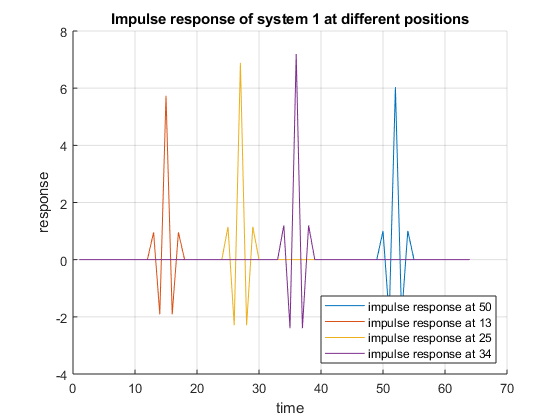 Impulse response of system 1 at different positions
8
6
4
2
0
-2
-4
response
0 10 20 30 40 50 60 70
time
impulse response at 50
impulse response at 13
impulse response at 25
impulse response at 34